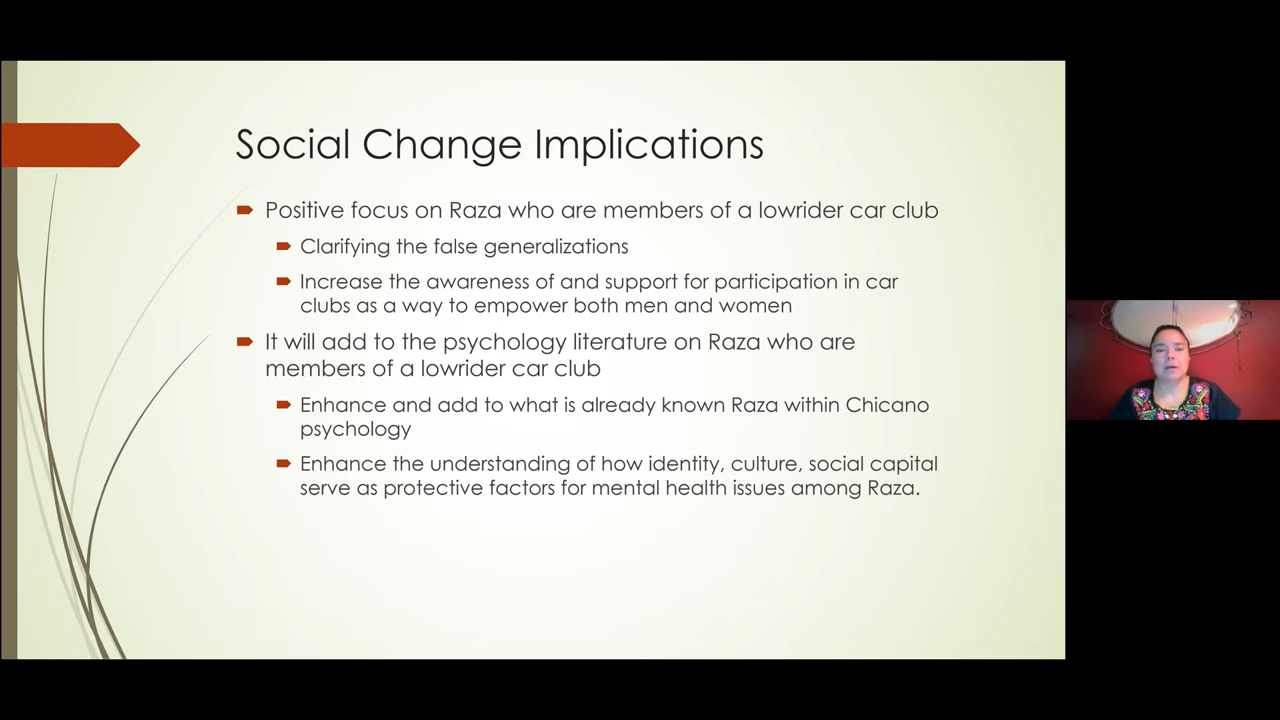 Social Change Implications
Positive focus on Raza who are members of a lowrider car club
Clarifying the false generalizations
Increase the awareness of and support for participation in car
clubs as a way to empower both men and women
It will add to the psychology literature on Raza who are
members of a lowrider car club
Enhance and add to what is already known Raza within Chicano
psychology
Enhance the understanding of how identity, culture, social capital
serve as protective factors for mental health issues among Raza.